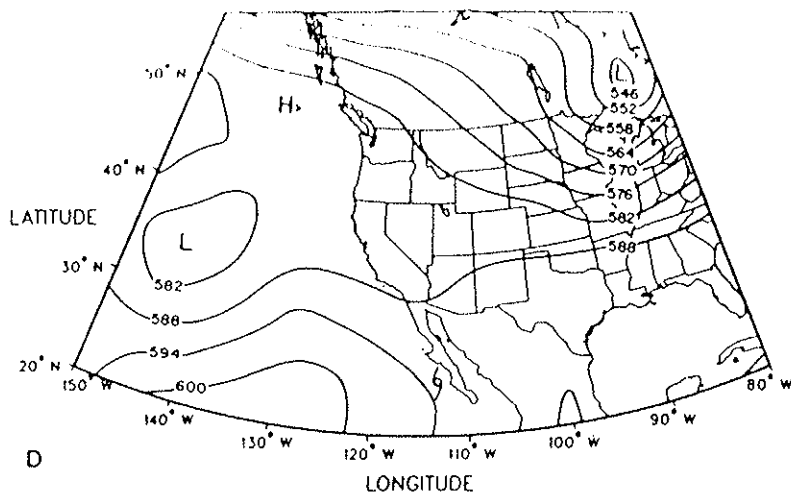 50° N
L
546
552
H
558
564
40° N
570
576
LATITUDE
582
L
588
30° N
582
588
594
20° N
600
150° W
80° W
140° W
90° W
130° W
120° W
110° W
100° W
D
LONGITUDE